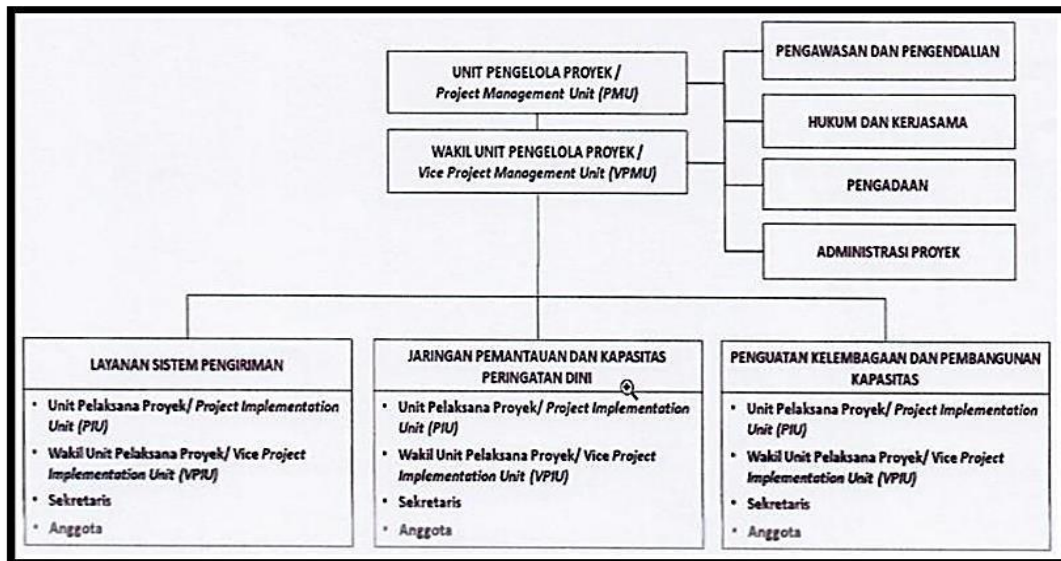 UNIT PENGELOLA PROYEK /
Project Management Unit (PMU)
WAKIL UNIT PENGELOLA PROYEK /
Vice Project Management Unit (VPMU)
PENGAWASAN DAN PENGENDALIAN
HUKUM DAN KERJASAMA
PENGADAAN
ADMINISTRASI PROYEK
LAYANAN SISTEM PENGIRIMAN
• Unit Pelaksana Proyek/ Project Implementation
Unit (PIU)
• Wakil Unit Pelaksana Proyek/ Vice Project
Implementation Unit (VPIU)
• Sekretaris
• Anggota
JARINGAN PEMANTAUAN DAN KAPASITAS
PERINGATAN DINI
• Unit Pelaksana Proyek/ Project Implementation
Unit (PIU)
• Wakil Unit Pelaksana Proyek/ Vice Project
Implementation Unit (VPIU)
• Sekretaris
• Anggota
PENGUATAN KELEMBAGAAN DAN PEMBANGUNAN
KAPASITAS
• Unit Pelaksana Proyek/ Project Implementation
Unit (PIU)
• Wakil Unit Pelaksana Proyek/ Vice Project
Implementation Unit (VPIU)
• Sekretaris
• Anggota